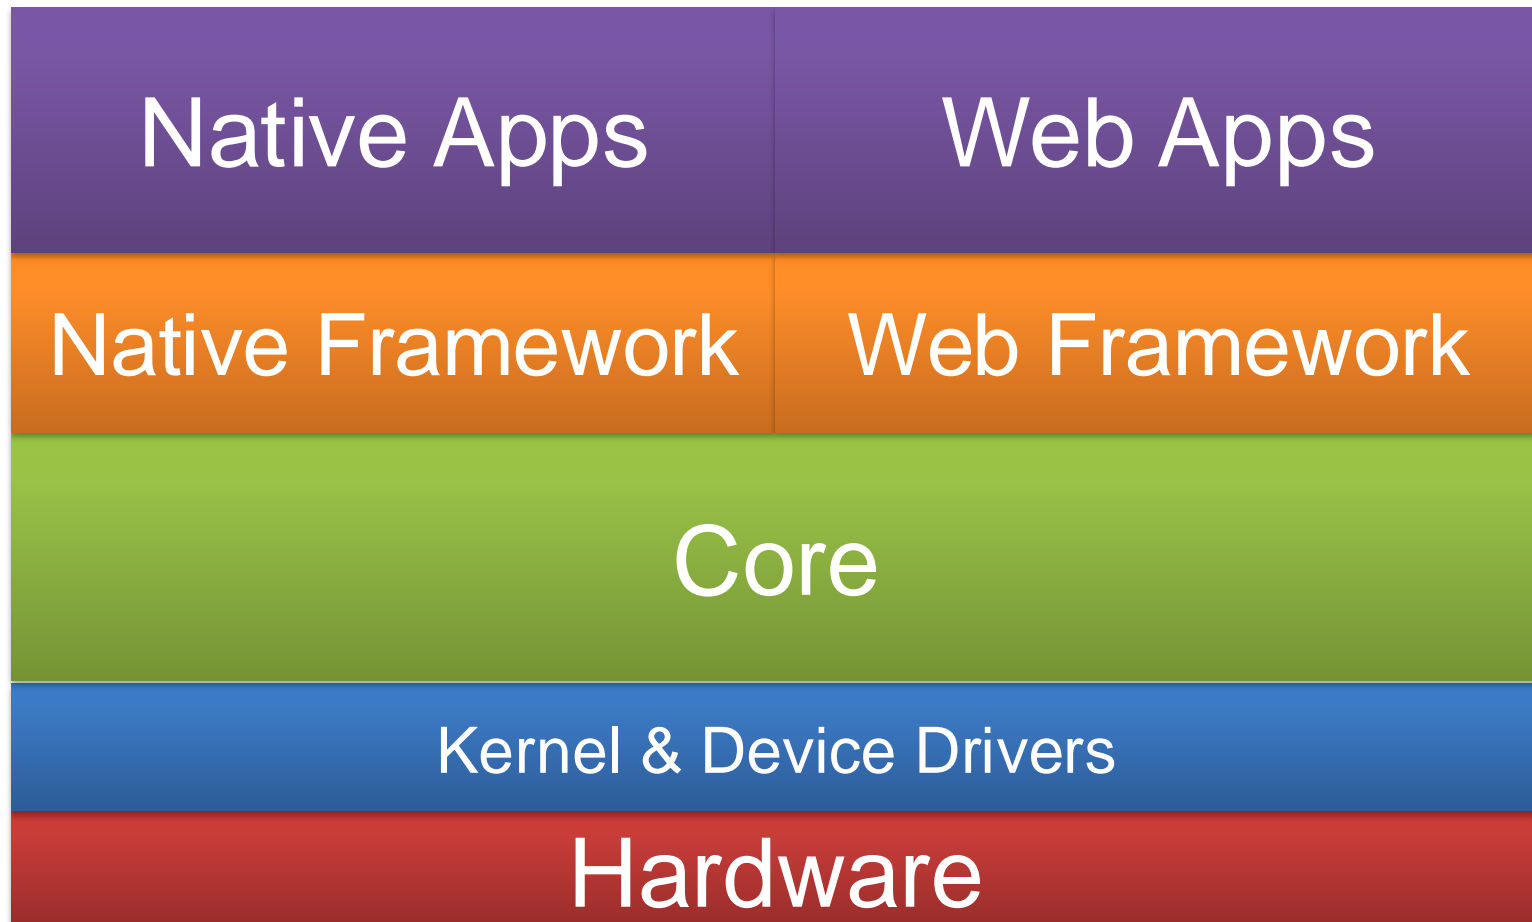 Native Apps
Web Apps
Native Framework
Web Framework
Core
Kernel & Device Drivers
Hardware